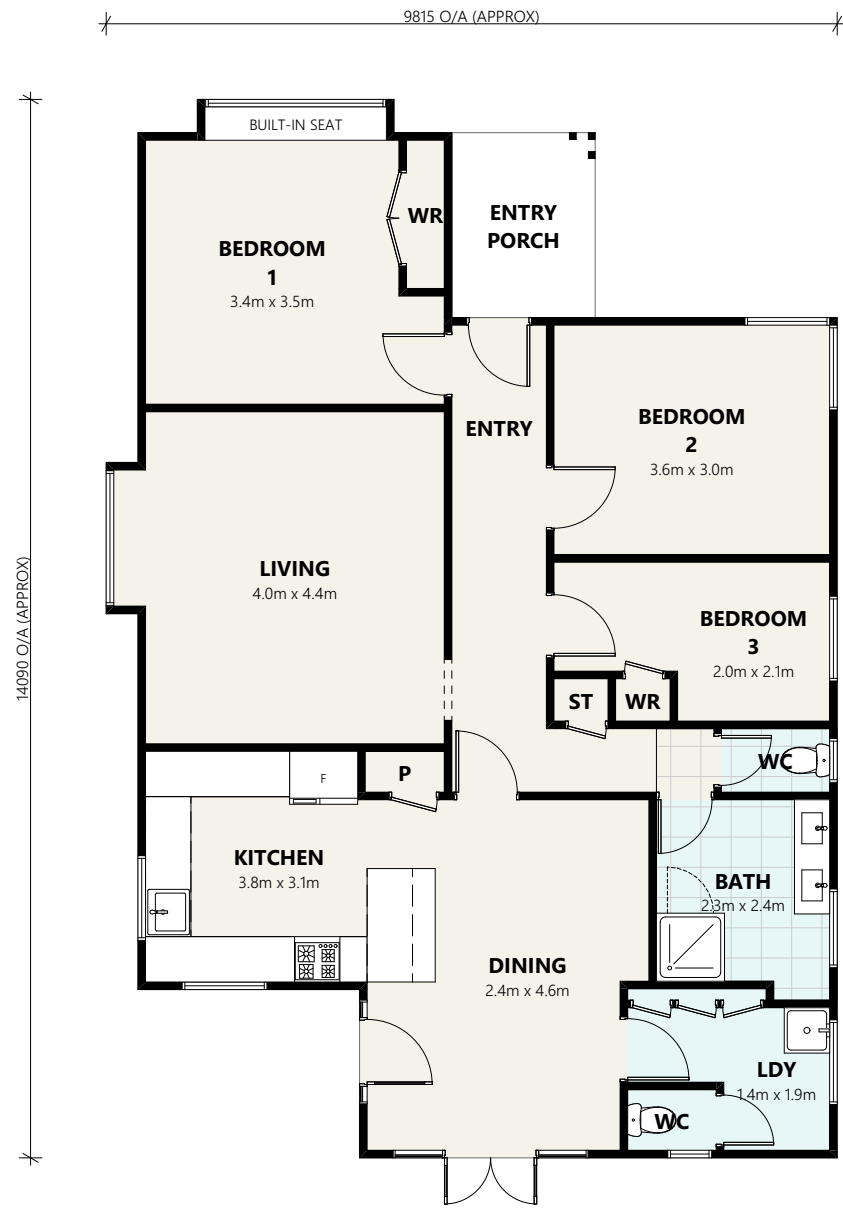 9815 O/A (APPROX)
BUILT-IN SEAT
WR
ENTRY
PORCH
BEDROOM
1
3.4m x 3.5m
ENTRY
BEDROOM
2
3.6m x 3.0m
14090 O/A (APPROX)
LIVING
4.0m x 4.4m
BEDROOM
3
2.0m x 2.1m
ST
WR
WC
F
P
KITCHEN
3.8m x 3.1m
BATH
2.3m x 2.4m
DINING
2.4m x 4.6m
LDY
1.4m x 1.9m
WC